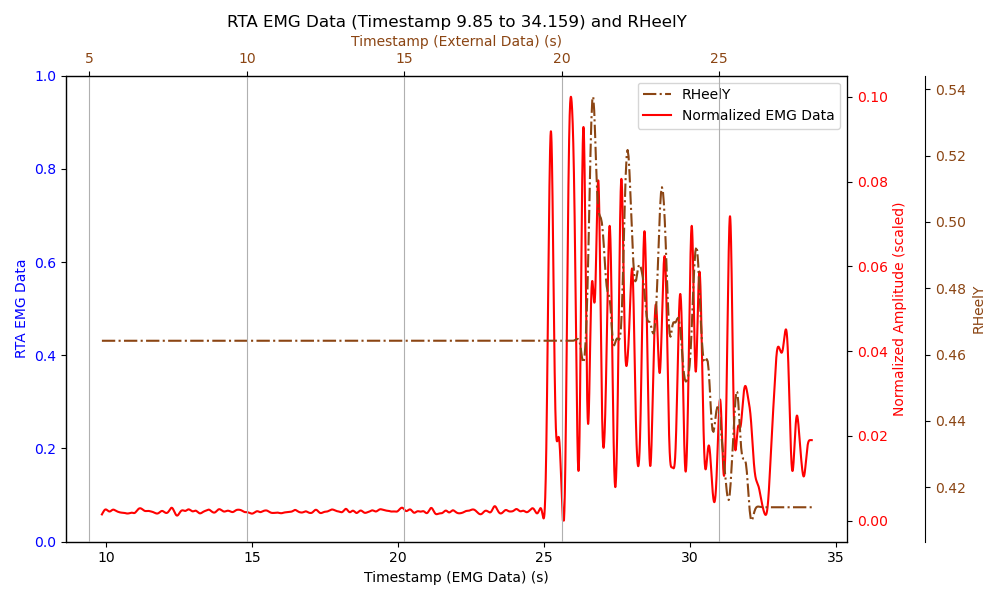 RTA EMG Data (Timestamp 9.85 to 34.159) and RHeelY
Timestamp (External Data) (s)
5 10 15 20 25
1.0
0.8
0.6
0.4
0.2
0.0
RTA EMG Data
RHeelY
Normalized EMG Data
0.10
0.08
0.06
0.04
0.02
0.00
Normalized Amplitude (scaled)
0.54
0.52
0.50
0.48
0.46
0.44
0.42
RHeelY
10 15 20 25 30 35
Timestamp (EMG Data) (s)